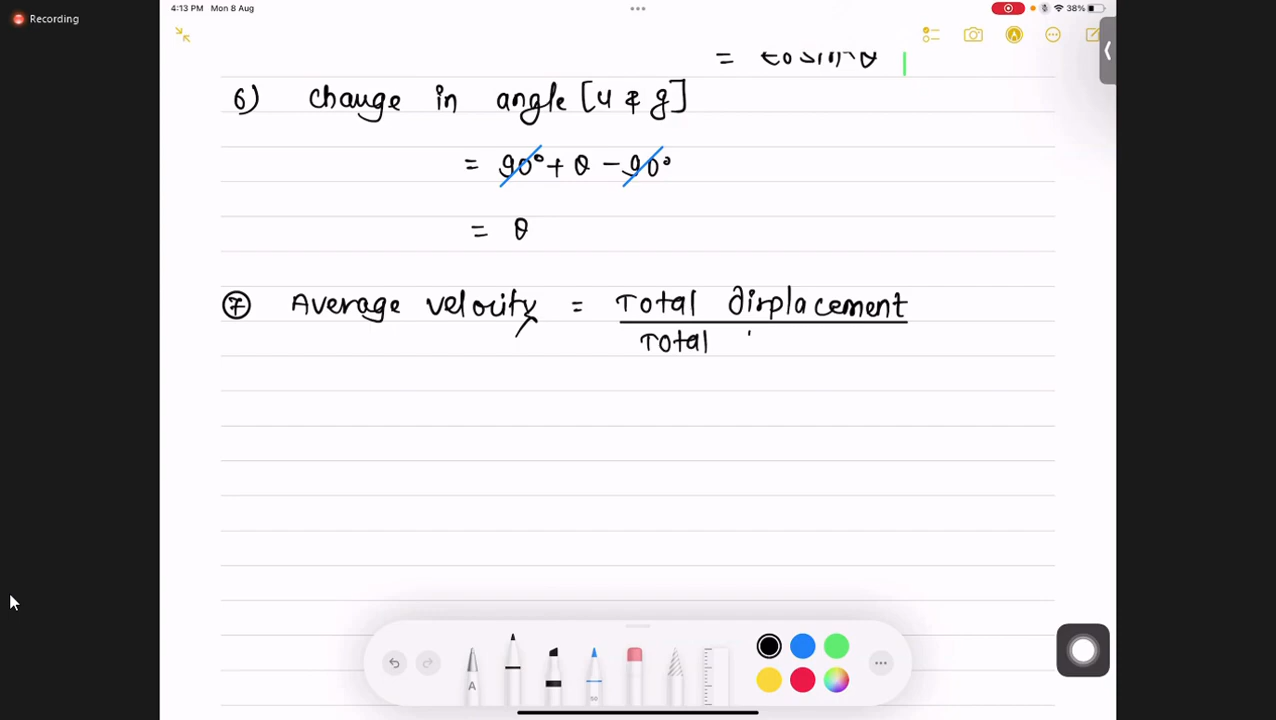 Recording
4:13 PM Mon 8 Aug
38%
=
6) change in angle [u & g]
= 90° + θ - 90°
= θ
⑦ Average velocity = Total displacement
Total
A
50